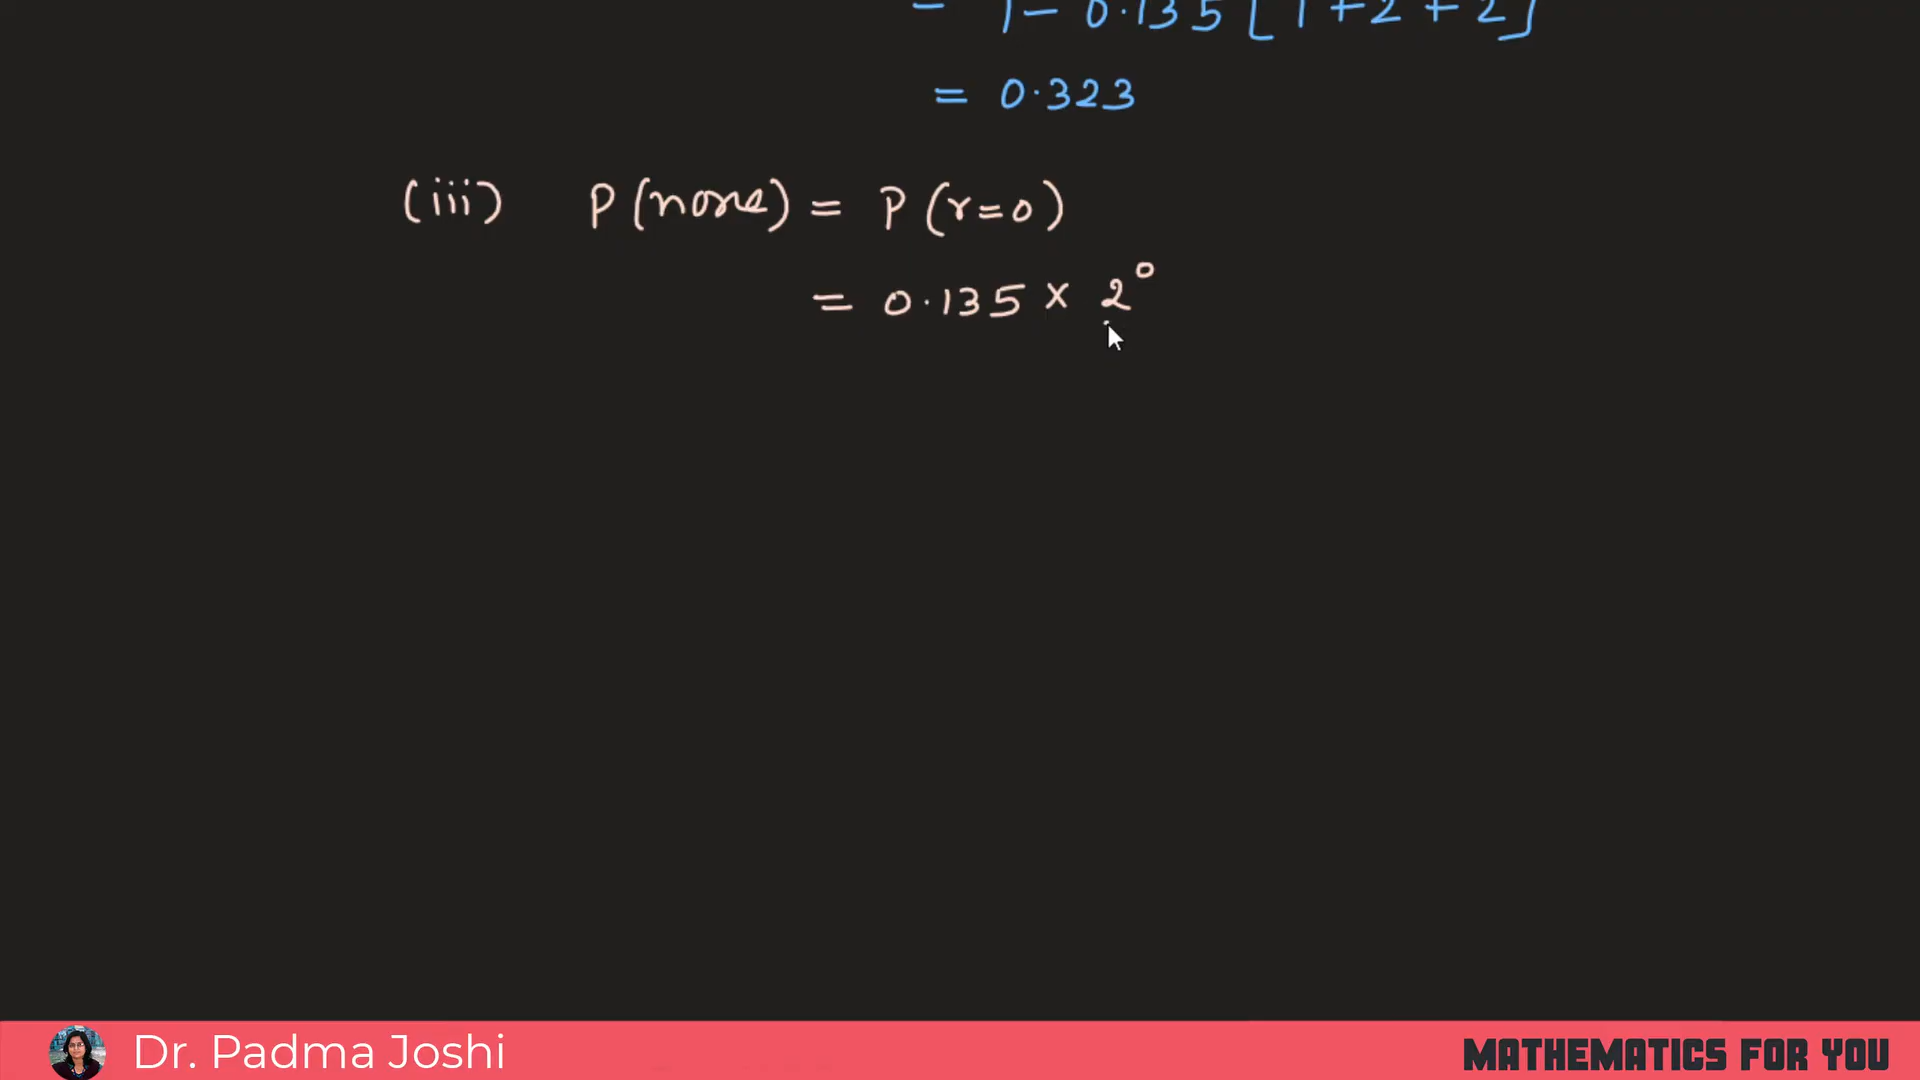 = 1 - 0.135 [1 + 2 + 2]
= 0.323
(iii) P (none) = P (r=0)
= 0.135 x 2⁰
Dr. Padma Joshi
MATHEMATICS FOR YOU